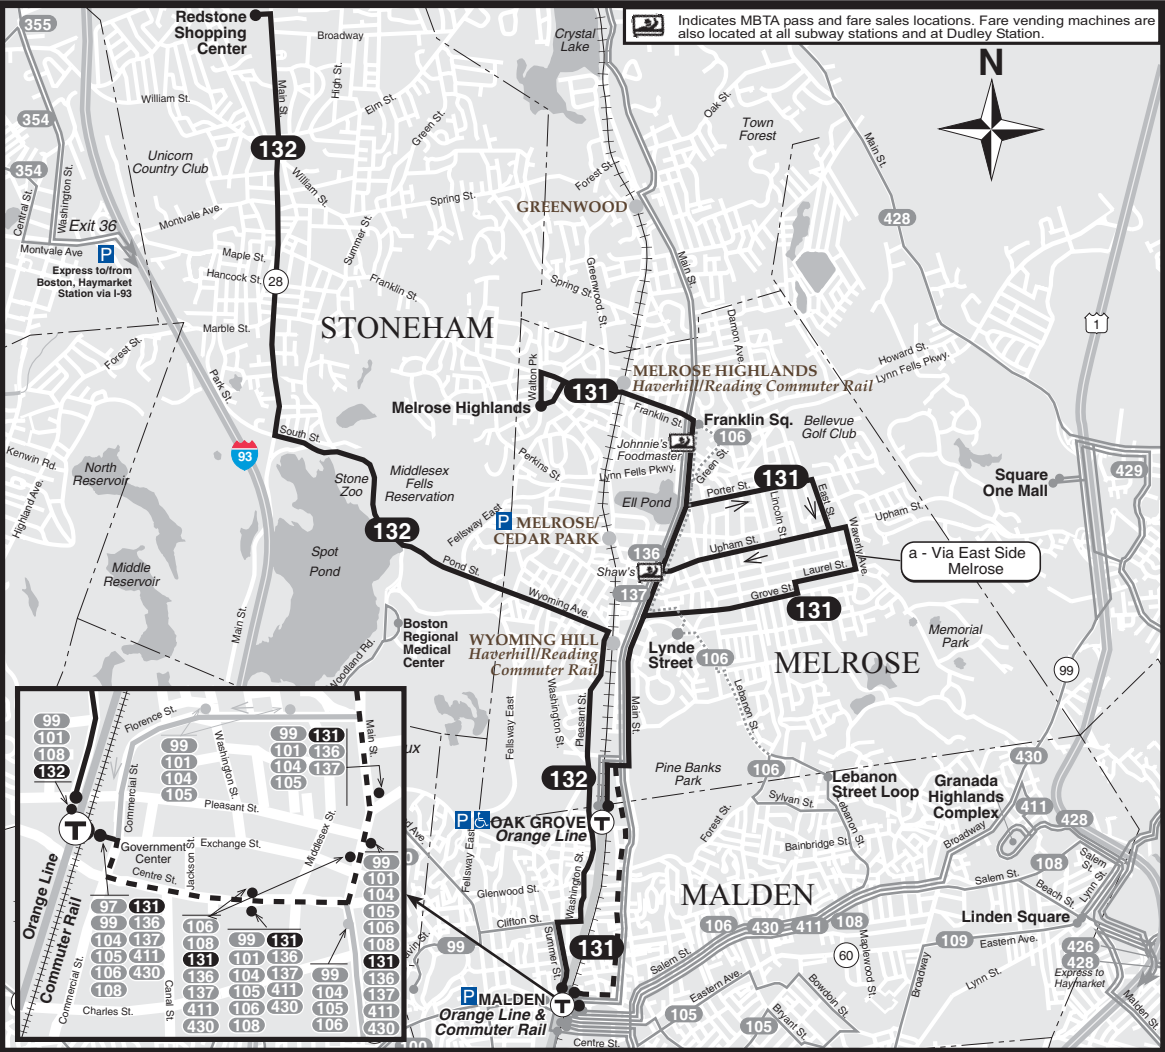 Indicates MBTA pass and fare sales locations. Fare vending machines are
also located at all subway stations and at Dudley Station.
N
355
Redstone
Shopping
Center
Broadway
High St.
Crystal
Lake
Main St.
William St.
Elm St.
Green St.
Oak St.
Town
Forest
Main St.
354
132
Unicorn
Country Club
354
William St.
Forest St.
Spring St.
GREENWOOD
428
Central St.
Washington St.
Exit 36
Montvale Ave.
Summer St.
Montvale Ave
P
Express to/from
Boston, Haymarket
Station via I-93
Maple St.
Hancock St.
28
Franklin St.
Spring St.
Greenwood. St.
Main St.
Marble St.
STONEHAM
Damon Ave.
1
Forest St.
Park St.
Howard St.
Lynn Fells Pkwy.
Walton Pk
131
MELROSE HIGHLANDS
Haverhill/Reading Commuter Rail
Melrose Highlands
Franklin St.
Franklin Sq.
106
Bellevue
Golf Club
South St.
Johnnie's
Foodmaster
Green St.
Kenwin Rd.
93
North
Reservoir
Stone
Zoo
Middlesex
Fells
Reservation
Perkins St.
Lynn Fells Pkwy.
Porter St.
131
East St.
Square
One Mall
429
Highland Ave.
Ell Pond
Lincoln St.
Upham St.
132
Fellsway East
P
MELROSE/
CEDAR PARK
136
Upham St.
Waverly Ave.
a - Via East Side
Melrose
Spot
Pond
Middle
Reservoir
Pond St.
Shaw's
137
Laurel St.
Grove St.
131
Wyoming Ave
Main St.
Boston
Regional
Medical
Center
WYOMING HILL
Haverhill/Reading
Commuter Rail
Lynde
Street
106
MELROSE
Memorial
Park
99
Woodland Rd.
Fellsway East
Washington St.
Pleasant St.
Main St.
Lebanon St.
132
Pine Banks
Park
106
Lebanon
Street Loop
430
Granada
Highlands
Complex
411
428
Sylvan St.
Lebanon St.
P
OAK GROVE
Orange Line
T
Forest St.
Bainbridge St.
Broadway
108
Salem St.
Salem St.
Lynn St.
Beach St.
Fellsway East
Washington St.
Glenwood St.
MALDEN
Clifton St.
99
Summer St.
131
106
430
411
108
Linden Square
109
Eastern Ave.
426
428
Express to
Haymarket
60
Maplewood St.
Salem St.
Broadway
Lynn St.
Malden St.
P
MALDEN
Orange Line &
Commuter Rail
T
Eastern Ave.
Bowdoin St.
Bryant St.
105
105
Centre St.
99
101
108
132
Florence St.
Commercial St.
Washington St.
99
101
104
105
99
101
104
105
131
136
137
Main St.
Pleasant St.
T
Government
Center
Centre St.
Exchange St.
Jackson St.
Middlesex St.
Orange Line
Commuter Rail
97
99
104
105
106
108
131
136
137
411
430
106
108
131
136
137
411
430
99
101
104
105
106
108
131
136
137
411
430
99
104
105
106
99
101
104
105
106
108
131
136
137
411
430
Commercial St.
Canal St.
Charles St.